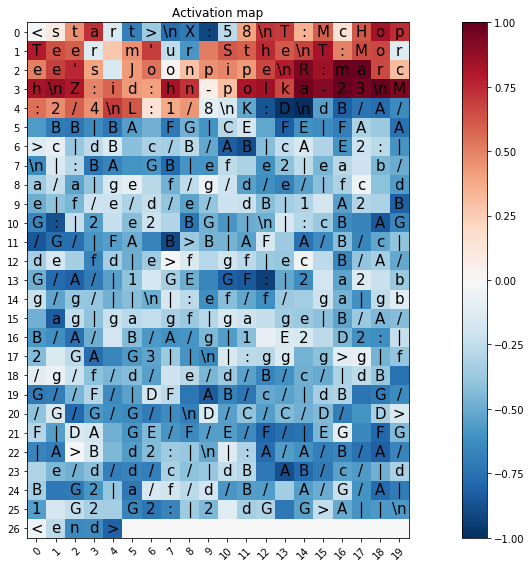 Activation map
0 < s t a r t > \n X : 5 8 \n T : M c H o p
1 T e e r m ' u r S t h e \n T : M o r
2 e e ' s J o o n p i p e \n R : m a r c
3 h \n Z : i d : h n - p o l k a - 2 3 \n M
4 : 2 / 4 \n L : 1 / 8 \n K : D \n d B / A /
5 B B | B A F G | C E F E | F A A
6 > c | d B c / B / A B | c A E 2 : |
7 \n | : B A G B | e f e 2 | e a b /
8 a / a | g e f / g / d / e / | f c d
9 e | f / e / d / e / d B | 1 A 2 B
10 G : | 2 e 2 B G | | \n | : c B A G
11 / G / | F A B > B | A F A / B / c |
12 d e f d | e > f g f | e c B / A /
13 G / A / | 1 G E G F : | 2 a 2 b
14 g / g / | | \n | : e f / f / g a | g b
15 a g | g a g f | g a g e | B / A /
16 B / A / B / A / g | 1 E 2 D 2 : |
17 2 G A G 3 | | \n | : g g g > g | f
18 / g / f / d / e / d / B / c / | d B
19 G / / F / | D F A B / c / | d B G /
20 / G / G / G / | \n D / C / C / D / D >
21 F | D A G E / F / E / F / | E G F G
22 | A > B d 2 : | \n | : A / A / B / A /
23 e / d / d / c / | d B A B / c / | d
24 B G 2 | a / f / d / B / A / G / A |
25 1 G 2 G 2 : | 2 d G G > A | | \n
26 < e n d >
0 1 2 3 4 5 6 7 8 9 10 11 12 13 14 15 16 17 18 19
1.00
0.75
0.50
0.25
0.00
−0.25
−0.50
−0.75
−1.00